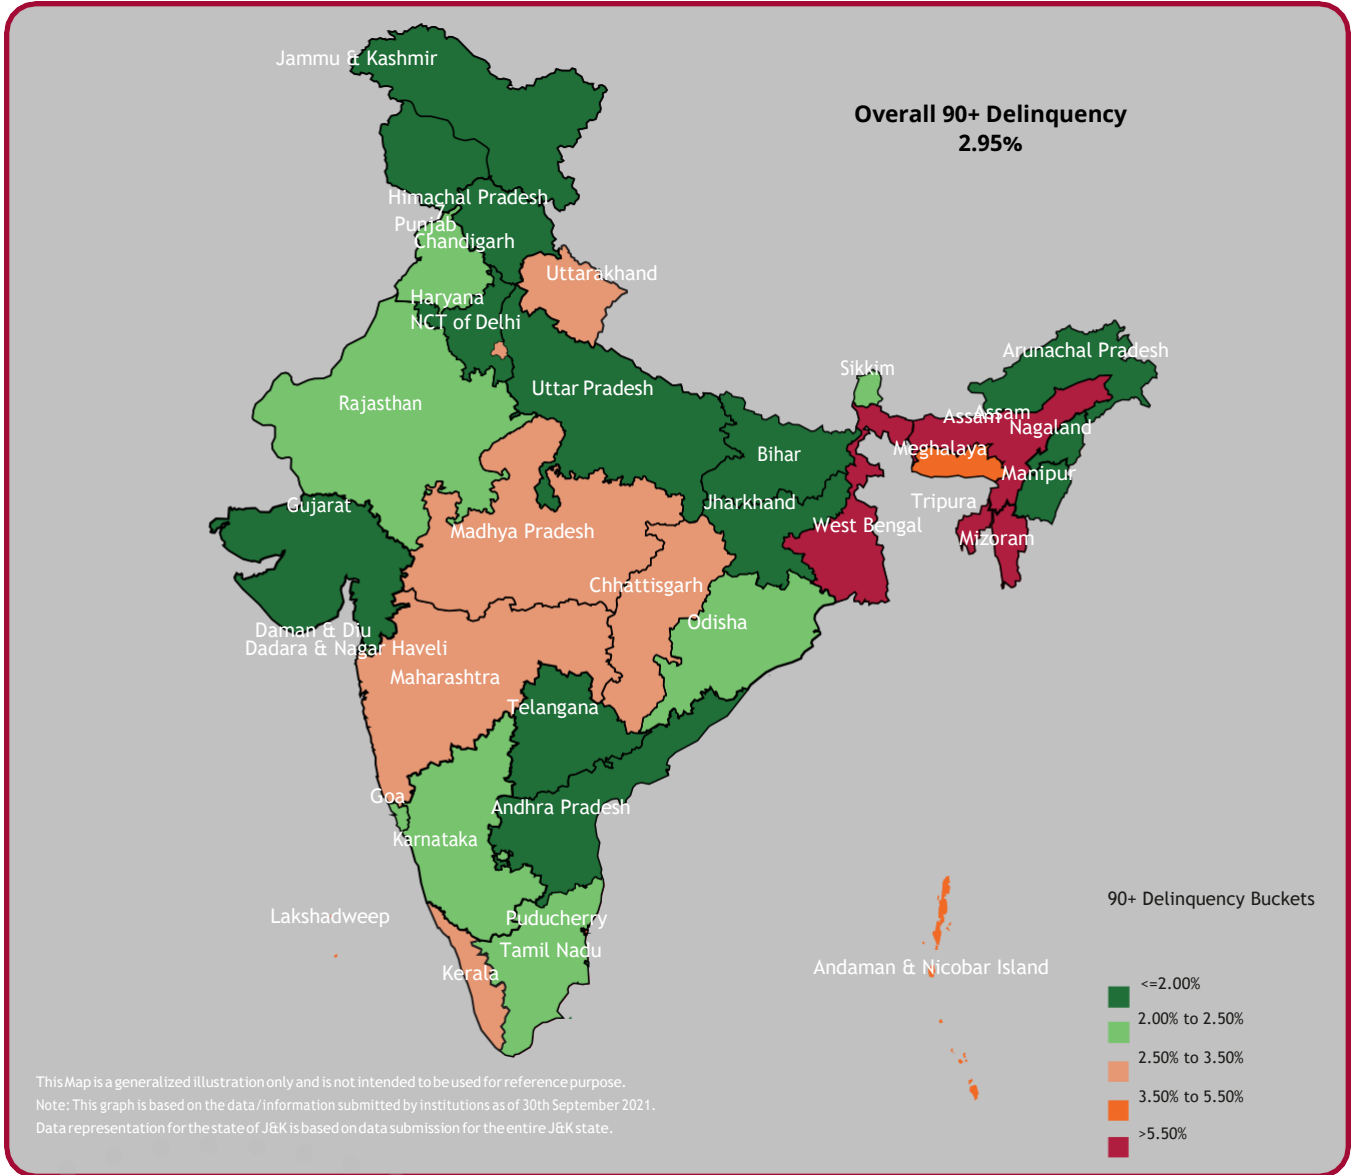 Jammu & Kashmir
Overall 90+ Delinquency
2.95%
Himachal Pradesh
Punjab
Chandigarh
Uttarakhand
Haryana
NCT of Delhi
Arunachal Pradesh
Sikkim
Uttar Pradesh
Rajasthan
Assam
Assam
Nagaland
Meghalaya
Bihar
Manipur
Jharkhand
Tripura
Gujarat
West Bengal
Madhya Pradesh
Mizoram
Chhattisgarh
Odisha
Daman & Diu
Dadara & Nagar Haveli
Maharashtra
Telangana
Goa
Andhra Pradesh
Karnataka
90+ Delinquency Buckets
Lakshadweep
Puducherry
Tamil Nadu
Andaman & Nicobar Island
Kerala
<=2.00%
2.00% to 2.50%
2.50% to 3.50%
3.50% to 5.50%
>5.50%
This Map is a generalized illustration only and is not intended to be used for reference purpose.
Note: This graph is based on the data/information submitted by institutions as of 30th September 2021.
Data representation for the state of J&K is based on data submission for the entire J&K state.